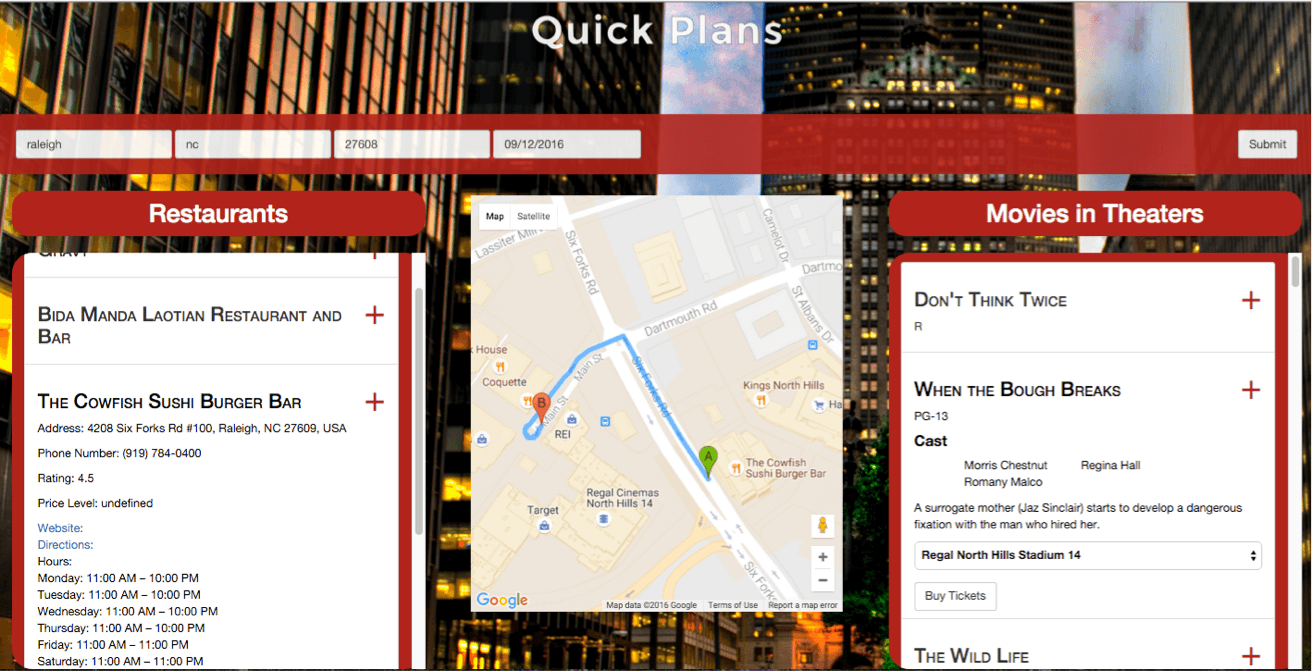 Quick Plans
raleigh
nc
27608
09/12/2016
Submit
Restaurants
BIDA MANDA LAOTIAN RESTAURANT AND
BAR
THE COWFISH SUSHI BURGER BAR
Address: 4208 Six Forks Rd #100, Raleigh, NC 27609, USA
Phone Number: (919) 784-0400
Rating: 4.5
Price Level: undefined
Website:
Directions:
Hours:
Monday: 11:00 AM – 10:00 PM
Tuesday: 11:00 AM – 10:00 PM
Wednesday: 11:00 AM – 10:00 PM
Thursday: 11:00 AM – 10:00 PM
Friday: 11:00 AM – 11:00 PM
Saturday: 11:00 AM – 11:00 PM
Map
Satellite
Lassiter Mill
Six Forks Rd
Camelot Dr
Dartmo
Dartmouth Rd
St Albans Dr
House
Coquette
Main St
Six Forks Rd
Kings North Hills
Ha
B
Main St
REI
A
The Cowfish
Sushi Burger Bar
Regal Cinemas
North Hills 14
Target
Six Forks
Google
Map data ©2016 Google
Terms of Use
Report a map error
Movies in Theaters
DON'T THINK TWICE
R
WHEN THE BOUGH BREAKS
PG-13
Cast
Morris Chestnut
Regina Hall
Romany Malco
A surrogate mother (Jaz Sinclair) starts to develop a dangerous
fixation with the man who hired her.
Regal North Hills Stadium 14
Buy Tickets
THE WILD LIFE